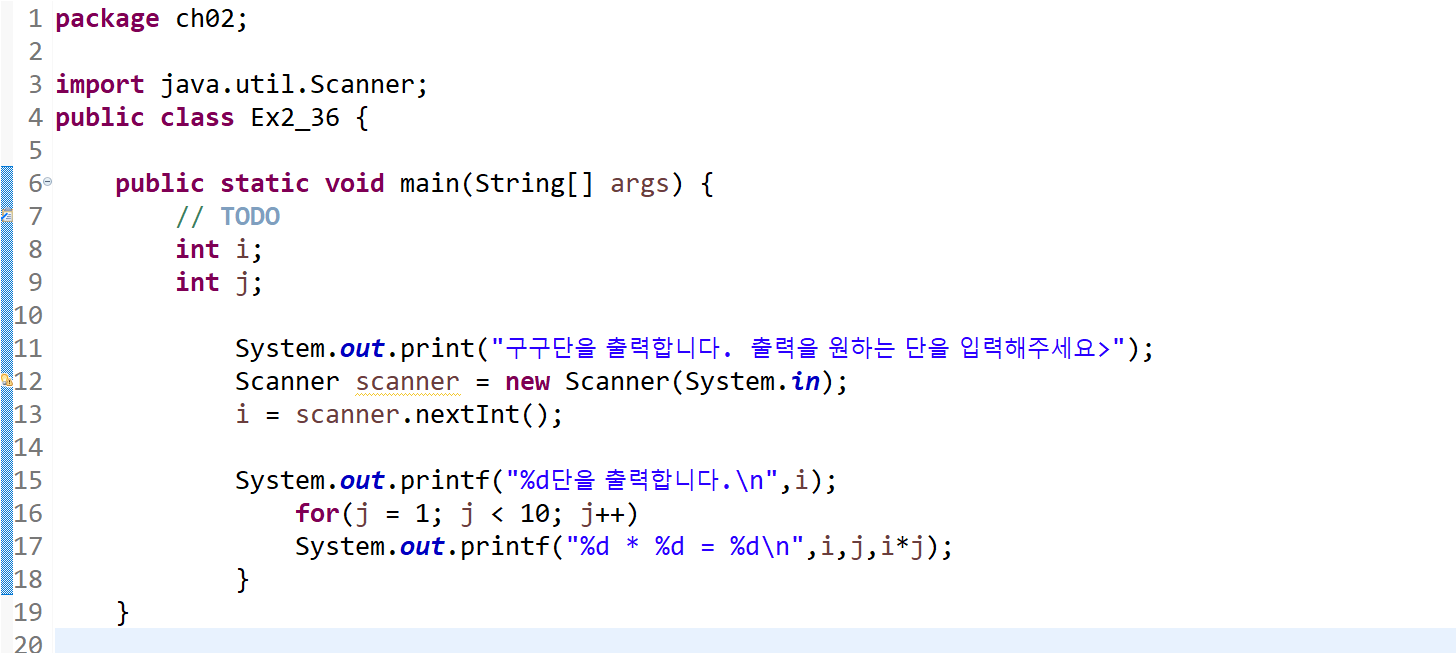 1 package ch02;
2
3 import java.util.Scanner;
4 public class Ex2_36 {
5
6     public static void main(String[] args) {
7         // TODO
8         int i;
9         int j;
10
11             System.out.print("구구단을 출력합니다. 출력을 원하는 단을 입력해주세요>");
12             Scanner scanner = new Scanner(System.in);
13             i = scanner.nextInt();
14
15             System.out.printf("%d단을 출력합니다.\n",i);
16                 for(j = 1; j < 10; j++)
17                 System.out.printf("%d * %d = %d\n",i,j,i*j);
18             }
19     }
20